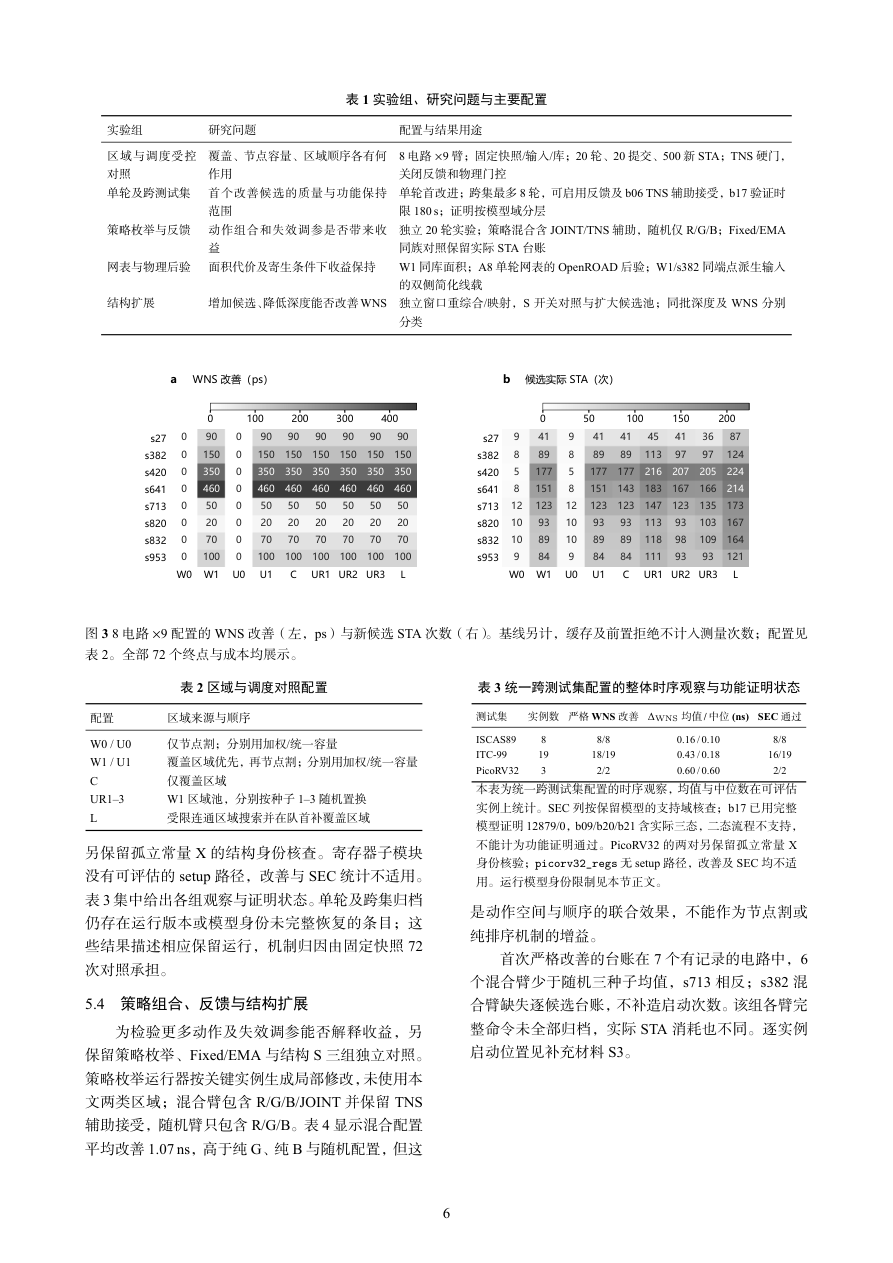 表 1 实验组、研究问题与主要配置
实验组 研究问题 配置与结果用途
区域与调度受控 覆盖、节点容量、区域顺序各有何 8 电路 ×9 臂；固定快照/输入/库；20 轮、20 提交、500 新 STA；TNS 硬门，
对照 作用 关闭反馈和物理门控
单轮及跨测试集 首个改善候选的质量与功能保持 单轮首改进；跨集最多 8 轮，可启用反馈及 b06 TNS 辅助接受，b17 验证时
范围 限 180 s；证明按模型域分层
策略枚举与反馈 动作组合和失效调参是否带来收 独立 20 轮实验；策略混合含 JOINT/TNS 辅助，随机仅 R/G/B；Fixed/EMA
益 同族对照保留实际 STA 台账
网表与物理后验 面积代价及寄生条件下收益保持 W1 同库面积；A8 单轮网表的 OpenROAD 后验；W1/s382 同端点派生输入
的双侧简化线载
结构扩展 增加候选、降低深度能否改善 WNS 独立窗口重综合/映射，S 开关对照与扩大候选池；同批深度及 WNS 分别
分类
a WNS 改善（ps）
0 100 200 300 400
s27 0 90 0 90 90 90 90 90 90
s382 0 150 0 150 150 150 150 150 150
s420 0 350 0 350 350 350 350 350 350
s641 0 460 0 460 460 460 460 460 460
s713 0 50 0 50 50 50 50 50 50
s820 0 20 0 20 20 20 20 20 20
s832 0 70 0 70 70 70 70 70 70
s953 0 100 0 100 100 100 100 100 100
W0 W1 U0 U1 C UR1 UR2 UR3 L
b 候选实际 STA（次）
0 50 100 150 200
s27 9 41 9 41 41 45 41 36 87
s382 8 89 8 89 89 113 97 97 124
s420 5 177 5 177 177 216 207 205 224
s641 8 151 8 151 143 183 167 166 214
s713 12 123 12 123 123 147 123 135 173
s820 10 93 10 93 93 113 93 103 167
s832 10 89 10 89 89 118 98 109 164
s953 9 84 9 84 84 111 93 93 121
W0 W1 U0 U1 C UR1 UR2 UR3 L
图 3 8 电路 ×9 配置的 WNS 改善（左，ps）与新候选 STA 次数（右）。基线另计，缓存及前置拒绝不计入测量次数；配置见
表 2。全部 72 个终点与成本均展示。
表 2 区域与调度对照配置
配置 区域来源与顺序
W0 / U0 仅节点割；分别用加权/统一容量
W1 / U1 覆盖区域优先，再节点割；分别用加权/统一容量
C 仅覆盖区域
UR1–3 W1 区域池，分别按种子 1–3 随机置换
L 受限连通区域搜索并在队首补覆盖区域
另保留孤立常量 X 的结构身份核查。寄存器子模块
没有可评估的 setup 路径，改善与 SEC 统计不适用。
表 3 集中给出各组观察与证明状态。单轮及跨集归档
仍存在运行版本或模型身份未完整恢复的条目；这
些结果描述相应保留运行，机制归因由固定快照 72
次对照承担。
5.4 策略组合、反馈与结构扩展
为检验更多动作及失效调参能否解释收益，另
保留策略枚举、Fixed/EMA 与结构 S 三组独立对照。
策略枚举运行器按关键实例生成局部修改，未使用本
文两类区域；混合臂包含 R/G/B/JOINT 并保留 TNS
辅助接受，随机臂只包含 R/G/B。表 4 显示混合配置
平均改善 1.07 ns，高于纯 G、纯 B 与随机配置，但这
表 3 统一跨测试集配置的整体时序观察与功能证明状态
测试集 实例数 严格 WNS 改善 ΔWNS 均值 / 中位 (ns) SEC 通过
ISCAS89 8 8/8 0.16 / 0.10 8/8
ITC-99 19 18/19 0.43 / 0.18 16/19
PicoRV32 3 2/2 0.60 / 0.60 2/2
本表为统一跨测试集配置的时序观察，均值与中位数在可评估
实例上统计。SEC 列按保留模型的支持域核查；b17 已用完整
模型证明 12879/0，b09/b20/b21 含实际三态，二态流程不支持，
不能计为功能证明通过。PicoRV32 的两对另保留孤立常量 X
身份核验；picorv32_regs 无 setup 路径，改善及 SEC 均不适
用。运行模型身份限制见本节正文。
是动作空间与顺序的联合效果，不能作为节点割或
纯排序机制的增益。
首次严格改善的台账在 7 个有记录的电路中，6
个混合臂少于随机三种子均值，s713 相反；s382 混
合臂缺失逐候选台账，不补造启动次数。该组各臂完
整命令未全部归档，实际 STA 消耗也不同。逐实例
启动位置见补充材料 S3。
6